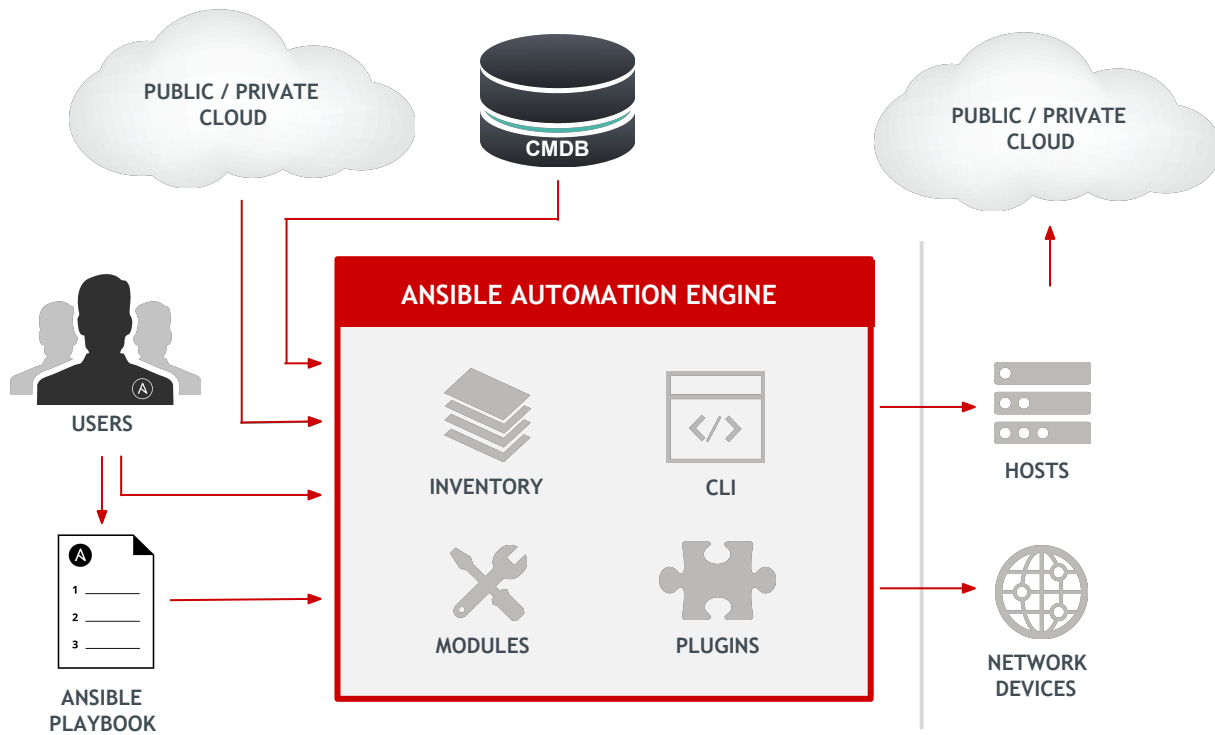 PUBLIC / PRIVATE
CLOUD
CMDB
PUBLIC / PRIVATE
CLOUD
ANSIBLE AUTOMATION ENGINE
USERS
INVENTORY
</>
CLI
HOSTS
A
A
1
2
3
MODULES
PLUGINS
NETWORK
DEVICES
ANSIBLE
PLAYBOOK